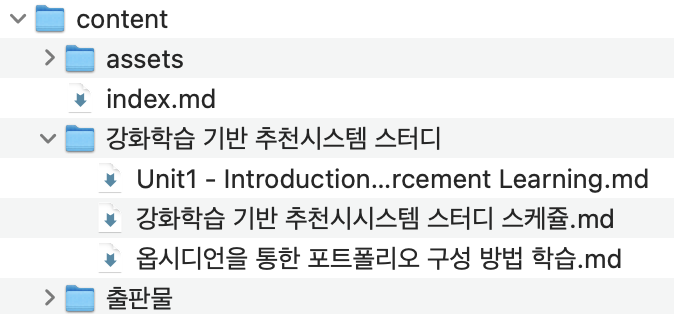 content
assets
index.md
강화학습 기반 추천시스템 스터디
Unit1 - Introduction...rcement Learning.md
강화학습 기반 추천시시스템 스터디 스케쥴.md
옵시디언을 통한 포트폴리오 구성 방법 학습.md
출판물